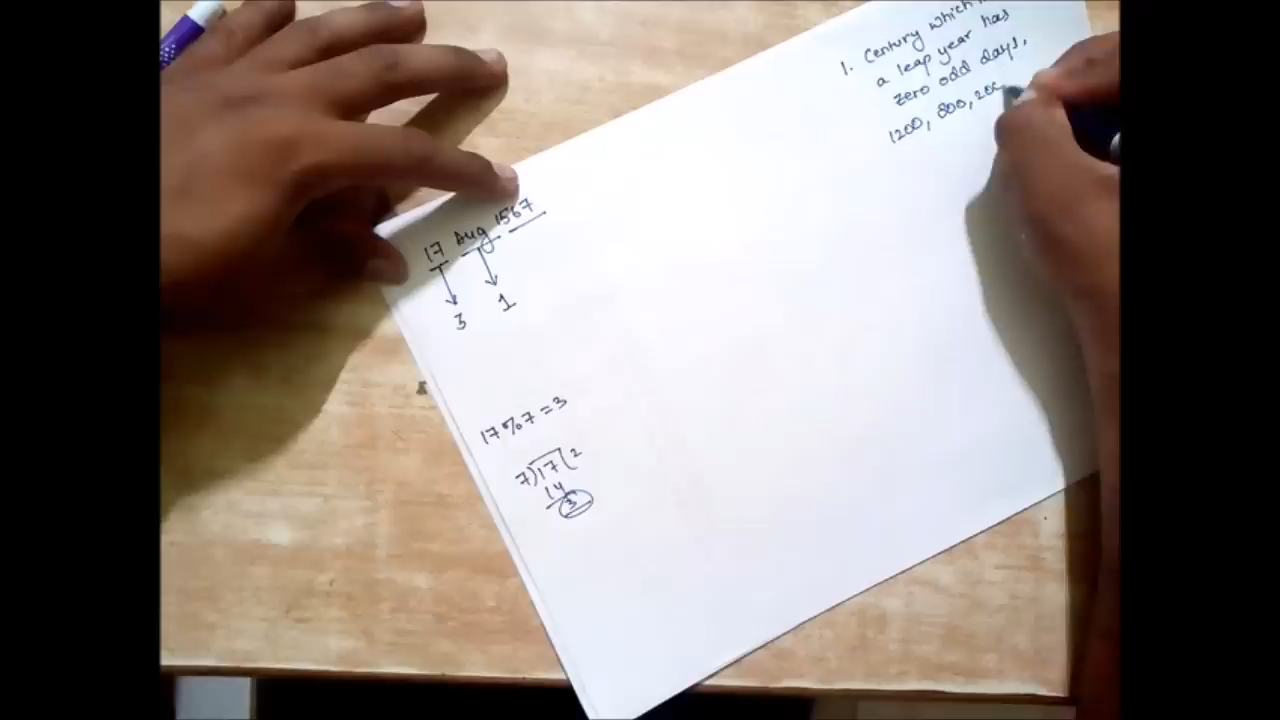 1. Century which
a leap year has
zero odd days,
1200, 800, 200
17 Aug 1567
3 1
17%7=3
7)17(2
14
3